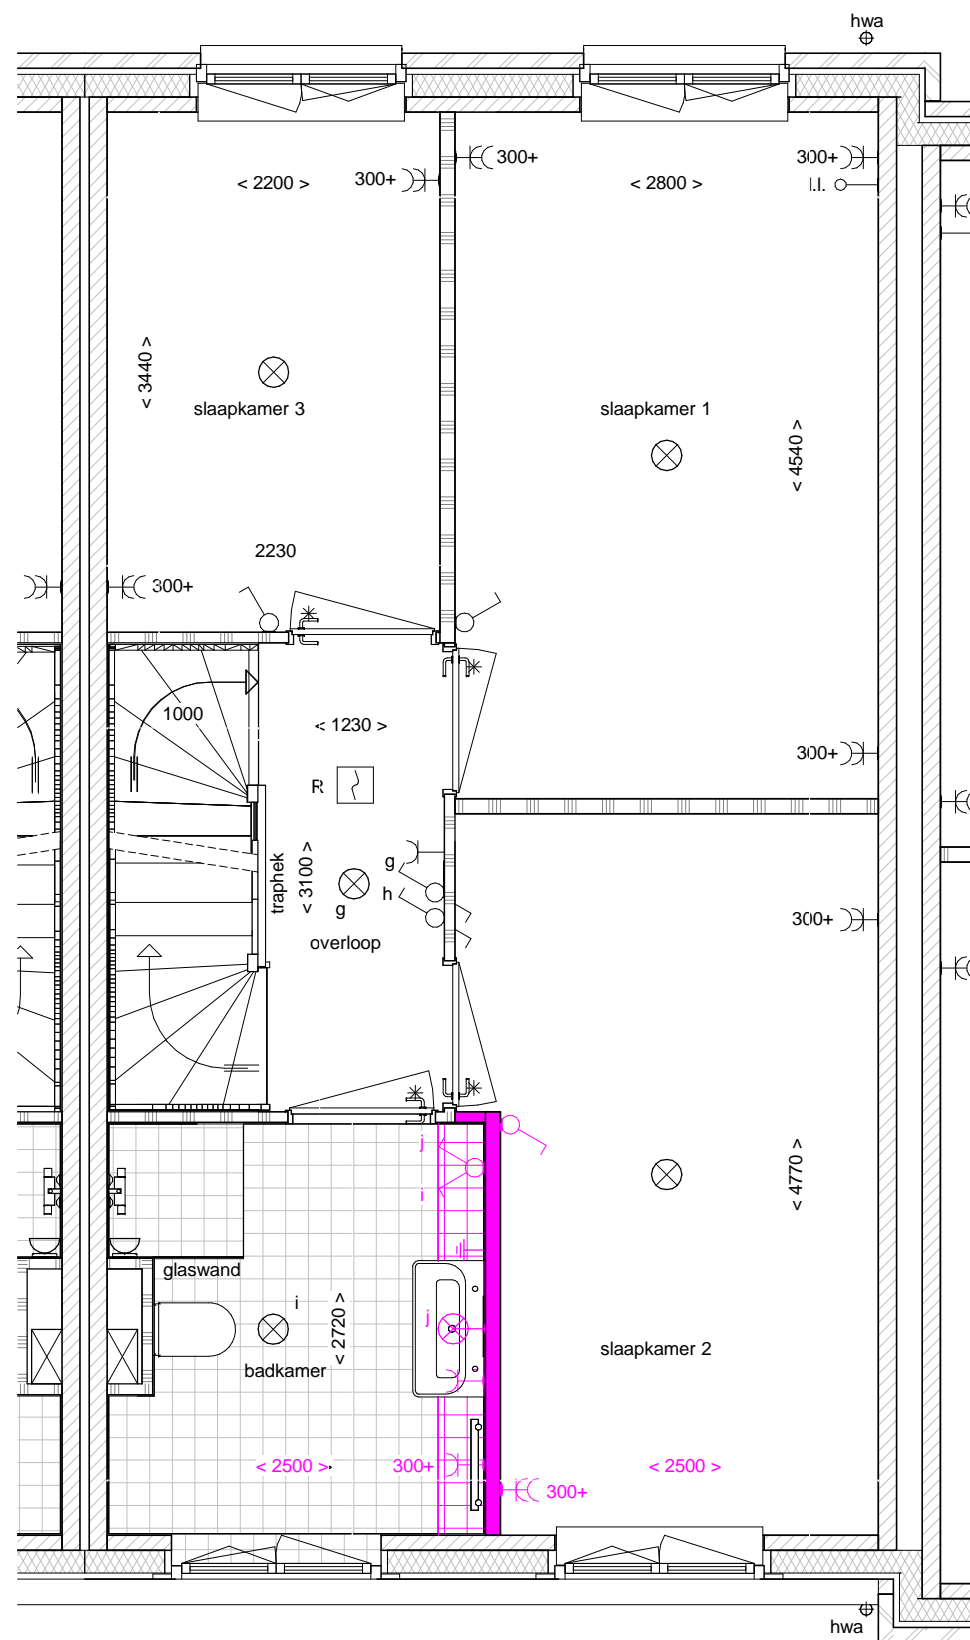 hwa
300+
300+
< 2200 >
300+
< 2800 >
l.l.
< 3440 >
slaapkamer 3
slaapkamer 1
< 4540 >
2230
300+
1000
< 1230 >
R
300+
traphek
< 3100 >
g
h
g
overloop
300+
j
i
< 4770 >
glaswand
i
< 2720 >
j
badkamer
slaapkamer 2
< 2500 >
300+
< 2500 >
300+
hwa